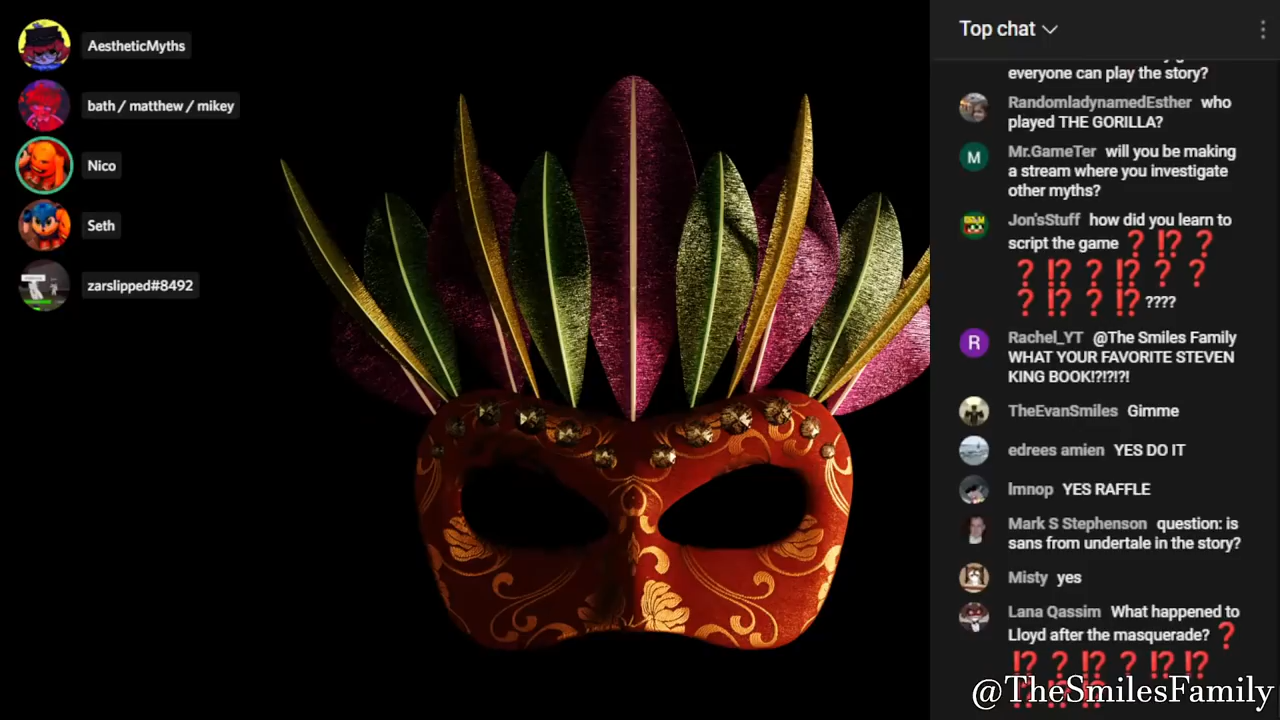 AestheticMyths
bath / matthew / mikey
Nico
Seth
zarslipped#8492
Top chat
everyone can play the story?
RandomladynamedEsther who
played THE GORILLA?
M
Mr.GameTer will you be making
a stream where you investigate
other myths?
Jon'sStuff how did you learn to
script the game ❓ ⁉️ ❓
❓ ⁉️ ❓ ⁉️ ❓ ❓
❓ ⁉️ ❓ ⁉️ ????
R
Rachel_YT @The Smiles Family
WHAT YOUR FAVORITE STEVEN
KING BOOK!?!?!?!
TheEvanSmiles Gimme
edrees amien YES DO IT
lmnop YES RAFFLE
Mark S Stephenson question: is
sans from undertale in the story?
Misty yes
Lana Qassim What happened to
Lloyd after the masquerade? ❓
⁉️ ❓ ⁉️ ❓ ⁉️ ⁉️
@TheSmilesFamily